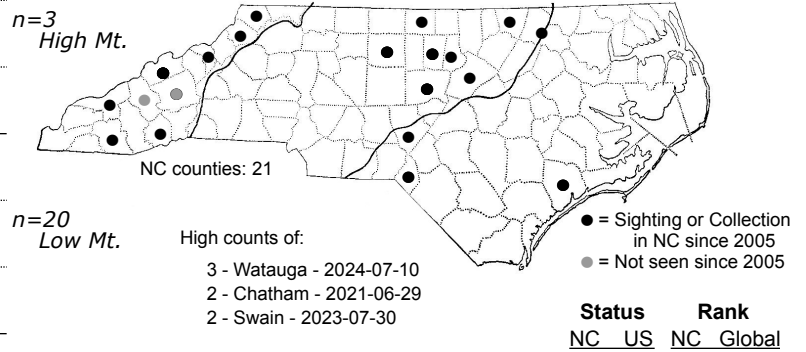 n=3
High Mt.
NC counties: 21
n=20
Low Mt.
High counts of:
3 - Watauga - 2024-07-10
2 - Chatham - 2021-06-29
2 - Swain - 2023-07-30
= Sighting or Collection
in NC since 2005
= Not seen since 2005
Status Rank
NC US NC Global